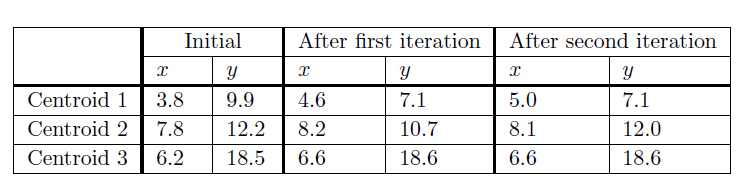 Initial After first iteration After second iteration
x y x y x y
Centroid 1 3.8 9.9 4.6 7.1 5.0 7.1
Centroid 2 7.8 12.2 8.2 10.7 8.1 12.0
Centroid 3 6.2 18.5 6.6 18.6 6.6 18.6